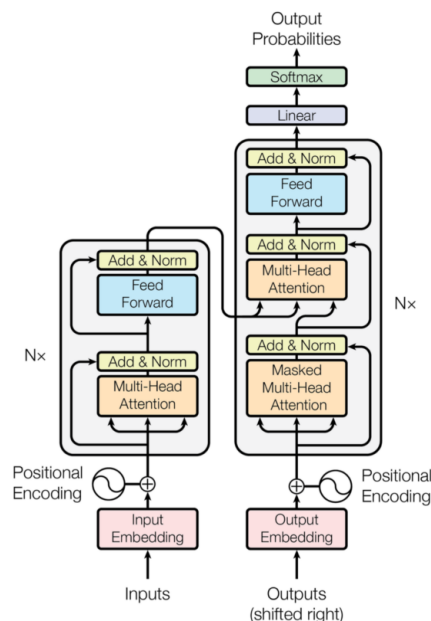 Output
Probabilities
Softmax
Linear
Add & Norm
Feed
Forward
Add & Norm
Multi-Head
Attention
Add & Norm
Masked
Multi-Head
Attention
N×
Add & Norm
Feed
Forward
N×
Add & Norm
Multi-Head
Attention
Positional
Encoding
Positional
Encoding
Input
Embedding
Output
Embedding
Inputs
Outputs
(shifted right)